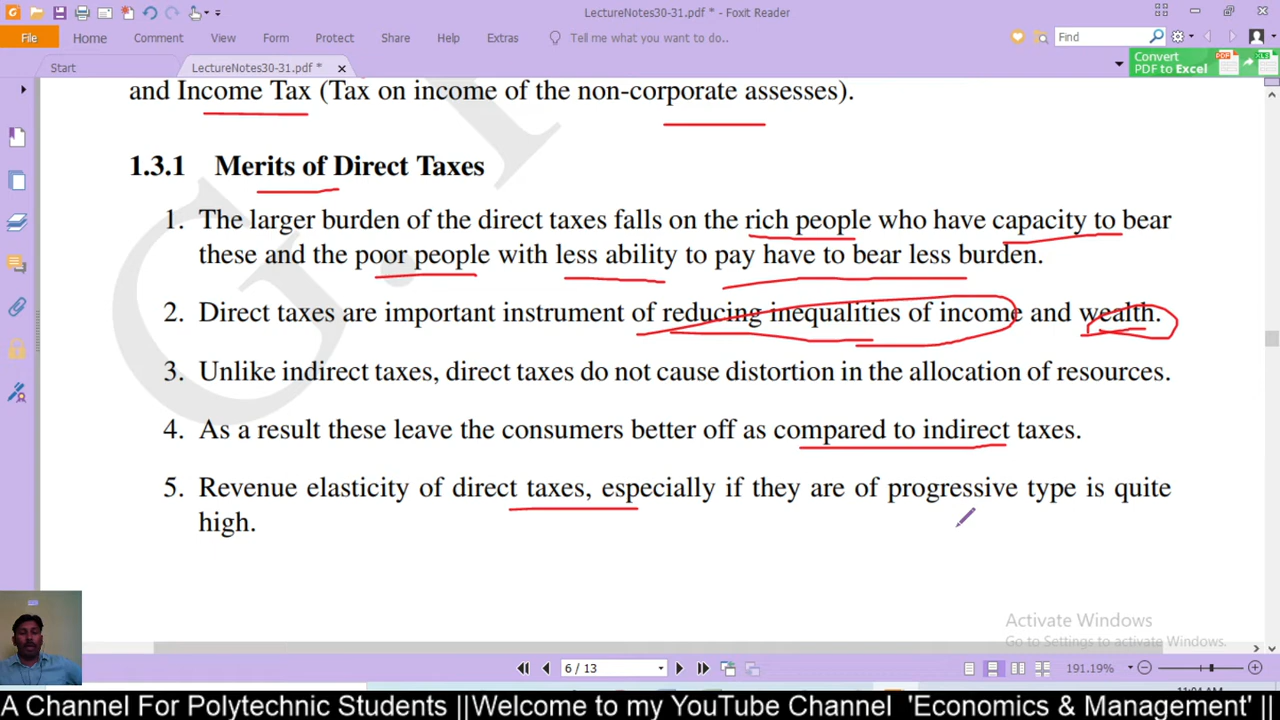 LectureNotes30-31.pdf * - Foxit Reader
File Home Comment View Form Protect Share Help Extras Tell me what you want to do.. Find
Start LectureNotes30-31.pdf * Convert PDF to Excel
and Income Tax (Tax on income of the non-corporate assesses).
1.3.1 Merits of Direct Taxes
1. The larger burden of the direct taxes falls on the rich people who have capacity to bear
these and the poor people with less ability to pay have to bear less burden.
2. Direct taxes are important instrument of reducing inequalities of income and wealth.
3. Unlike indirect taxes, direct taxes do not cause distortion in the allocation of resources.
4. As a result these leave the consumers better off as compared to indirect taxes.
5. Revenue elasticity of direct taxes, especially if they are of progressive type is quite
high.
Activate Windows
Go to Settings to activate Windows.
6 / 13 191.19%
A Channel For Polytechnic Students ||Welcome to my YouTube Channel 'Economics & Management' ||